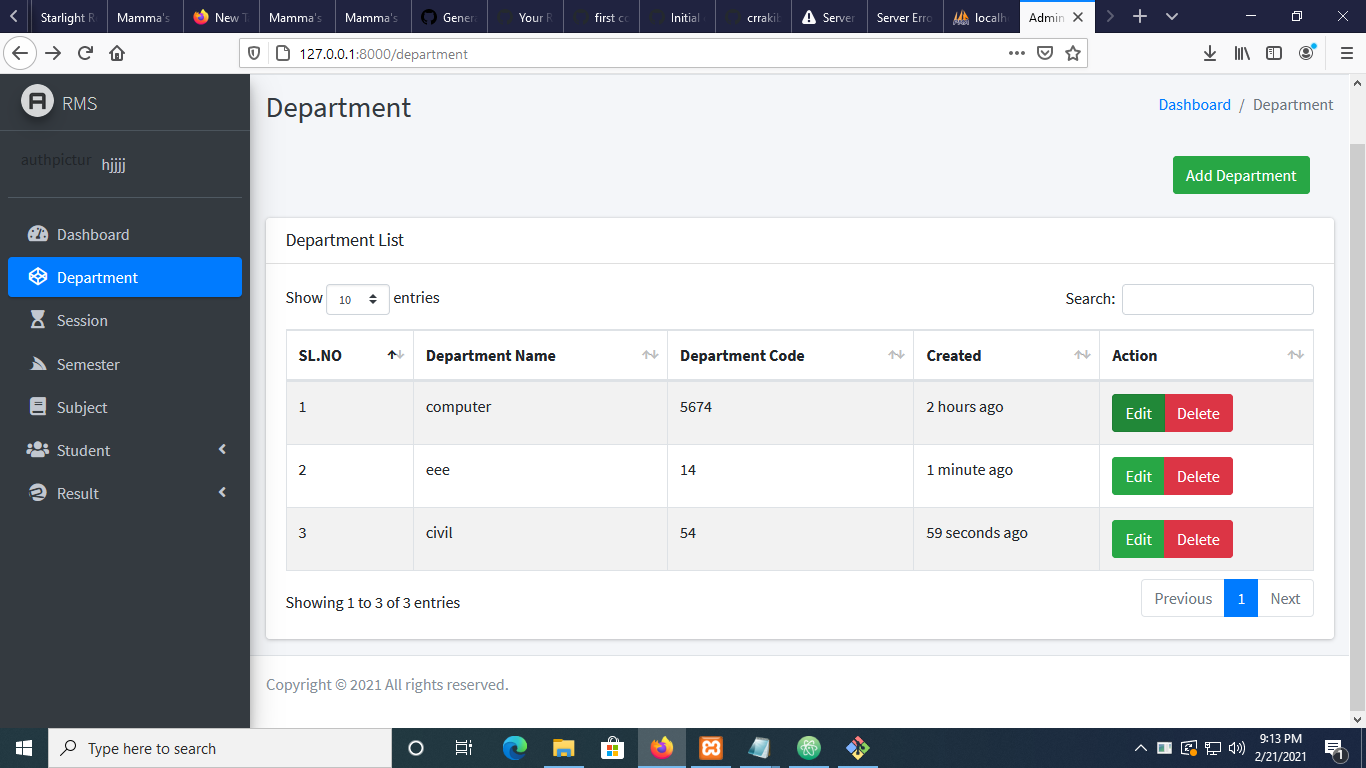 Starlight R Mamma's New T Mamma's Mamma's Genera Your R first co Initial crrakib Server Server Erro localh Admin
127.0.0.1:8000/department
RMS
authpictur hjjjj
Dashboard
Department
Session
Semester
Subject
Student
Result
Department
Dashboard / Department
Add Department
Department List
Show 10 entries
Search:
SL.NO Department Name Department Code Created Action
1 computer 5674 2 hours ago Edit Delete
2 eee 14 1 minute ago Edit Delete
3 civil 54 59 seconds ago Edit Delete
Showing 1 to 3 of 3 entries
Previous 1 Next
Copyright © 2021 All rights reserved.
Type here to search
9:13 PM
2/21/2021
1